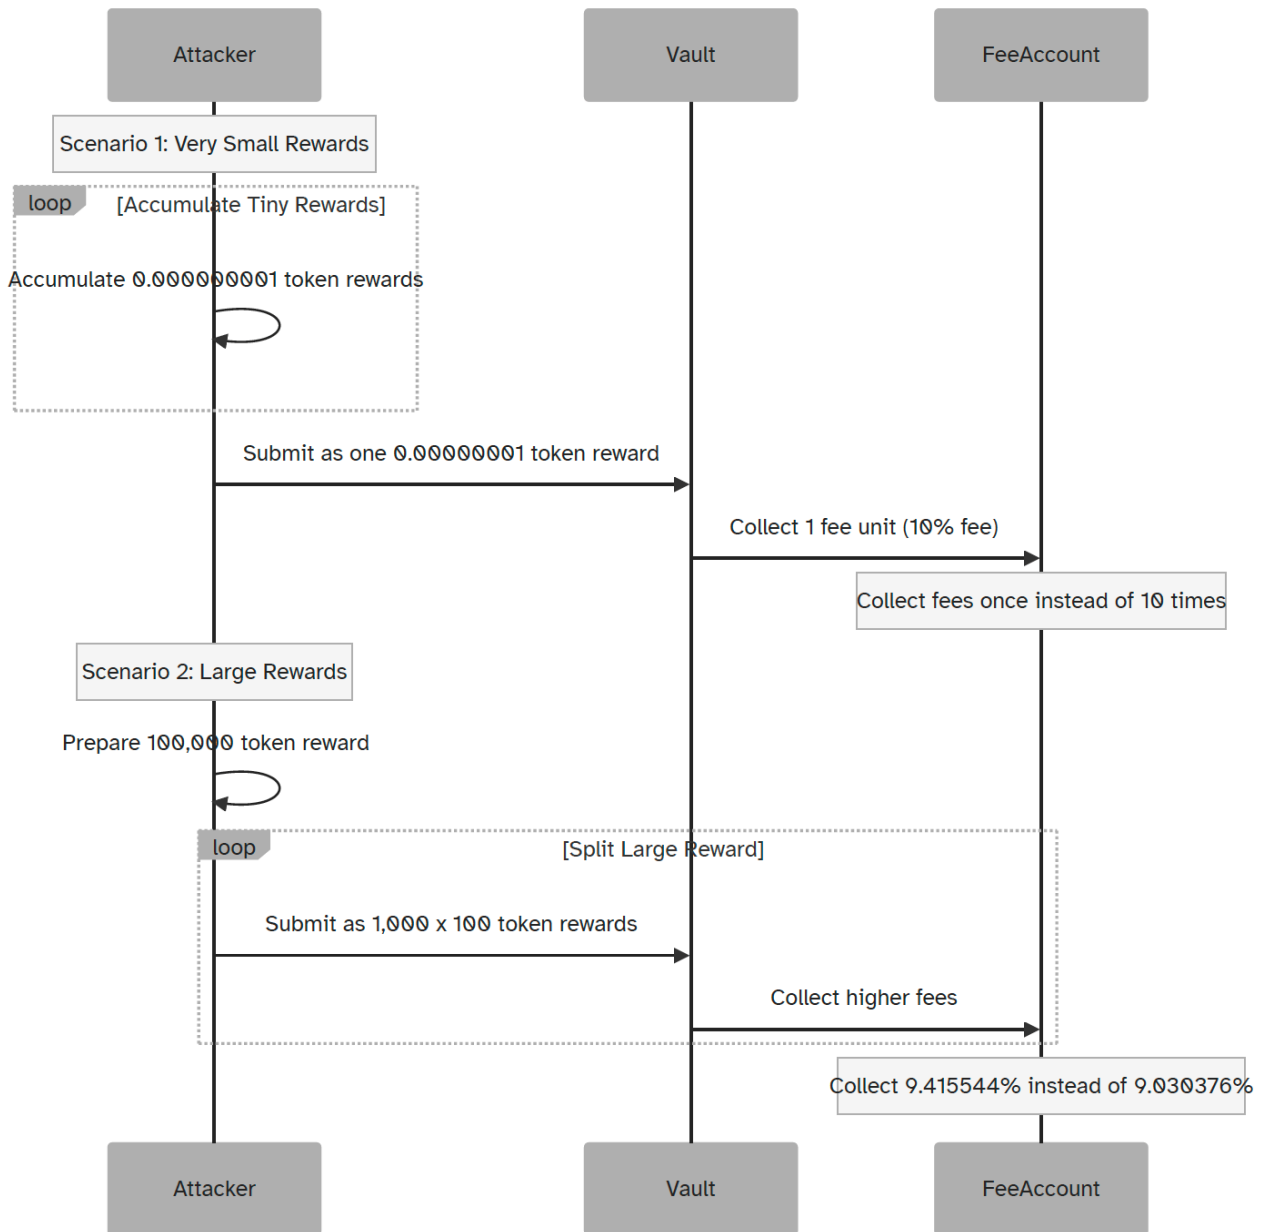 Attacker
Vault
FeeAccount
Scenario 1: Very Small Rewards
loop
[Accumulate Tiny Rewards]
Accumulate 0.000000001 token rewards
Submit as one 0.00000001 token reward
Collect 1 fee unit (10% fee)
Collect fees once instead of 10 times
Scenario 2: Large Rewards
Prepare 100,000 token reward
loop
[Split Large Reward]
Submit as 1,000 x 100 token rewards
Collect higher fees
Collect 9.415544% instead of 9.030376%
Attacker
Vault
FeeAccount